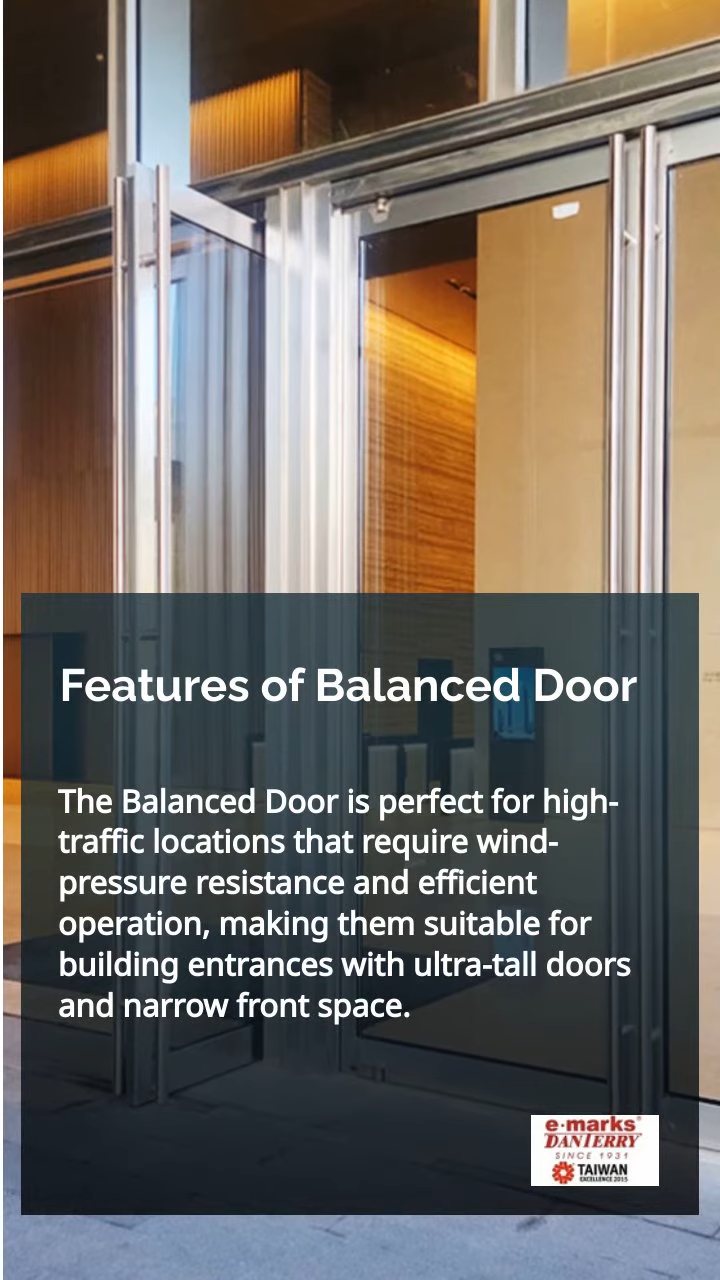 Features of Balanced Door
The Balanced Door is perfect for high-
traffic locations that require wind-
pressure resistance and efficient
operation, making them suitable for
building entrances with ultra-tall doors
and narrow front space.
e·marks®
DANTERRY
SINCE 1931
TAIWAN
EXCELLENCE 2015